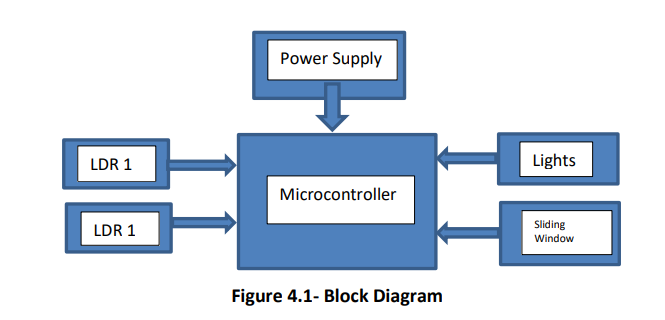 Power Supply
LDR 1
Lights
Microcontroller
LDR 1
Sliding
Window
Figure 4.1- Block Diagram